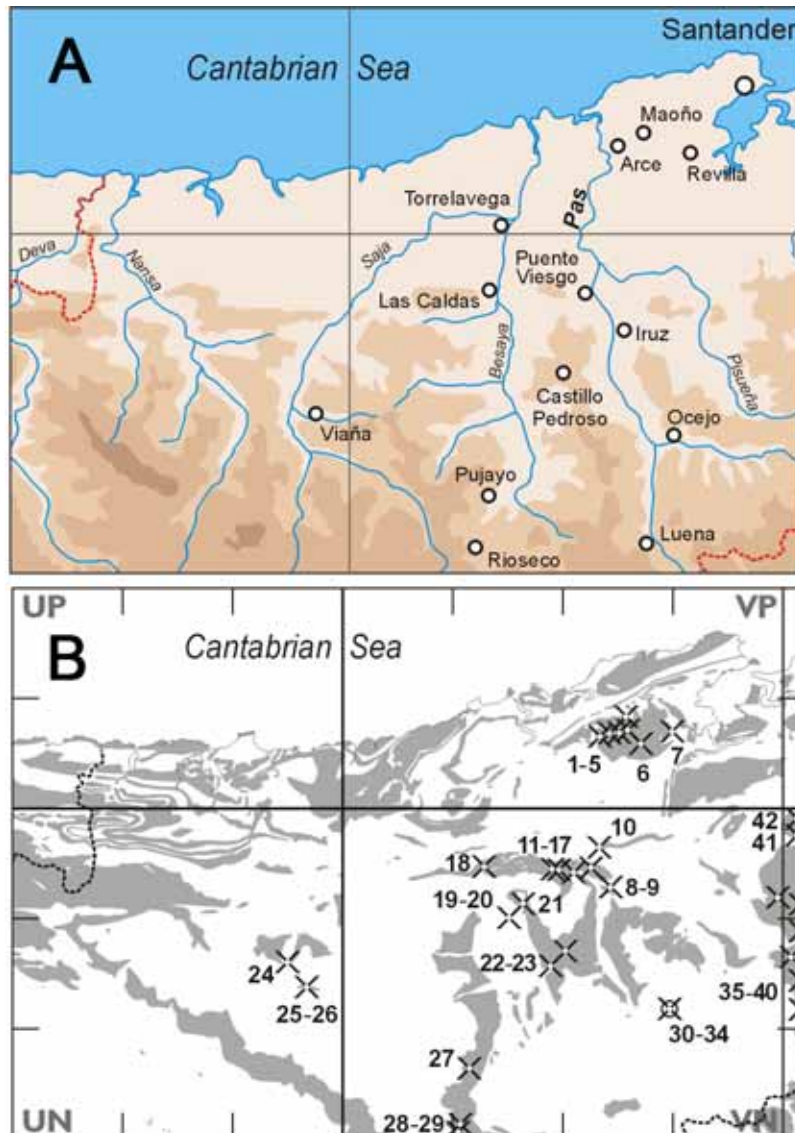 A
Cantabrian Sea
Santander
Maoño
Arce
Revilla
Torrelavega
Pas
Deva
Nansa
Saja
Puente
Viesgo
Las Caldas
Besaya
Iruz
Castillo
Pedroso
Pisueña
Viaña
Ocejo
Pujayo
Luena
Rioseco
UP
VP
B
Cantabrian Sea
1-5
6
7
10
42
41
11-17
18
8-9
19-20
21
24
22-23
25-26
35-40
30-34
27
28-29
UN
VN